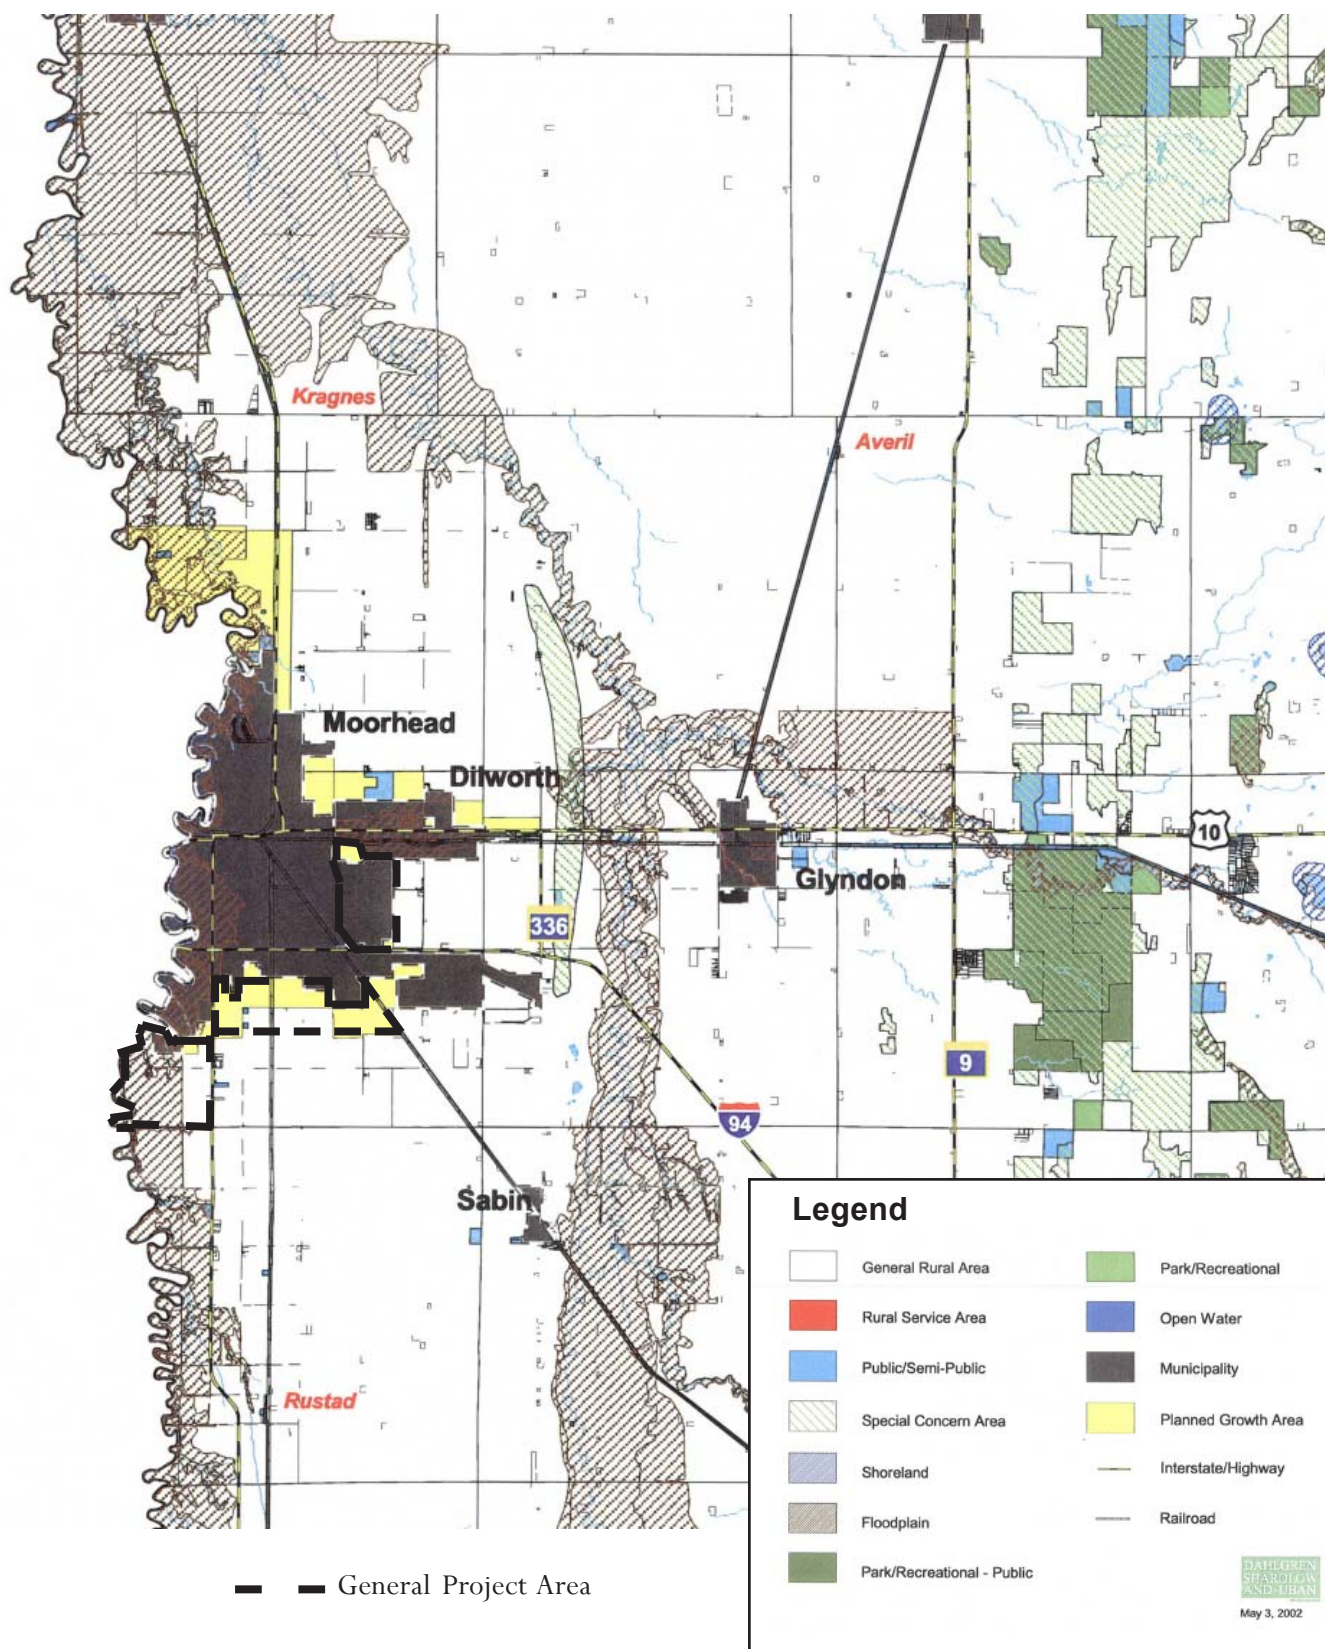 Kragnes
Averil
Moorhead
Dilworth
10
Glyndon
336
9
94
Sabin
Rustad
Legend
General Rural Area
Rural Service Area
Public/Semi-Public
Special Concern Area
Shoreland
Floodplain
Park/Recreational - Public
Park/Recreational
Open Water
Municipality
Planned Growth Area
Interstate/Highway
Railroad
General Project Area
DAHLGREN
SHARDLOW
AND·UBAN
May 3, 2002